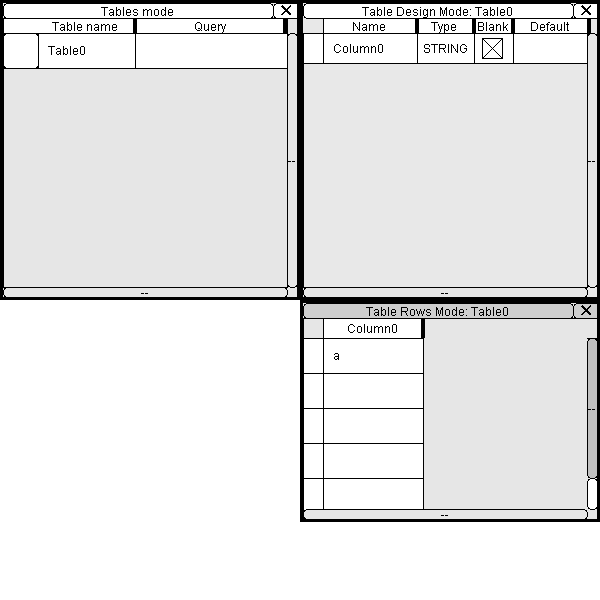 Tables mode
Table name Query
Table0
--
--
Table Design Mode: Table0
Name Type Blank Default
Column0 STRING
--
--
Table Rows Mode: Table0
Column0
a
--
--